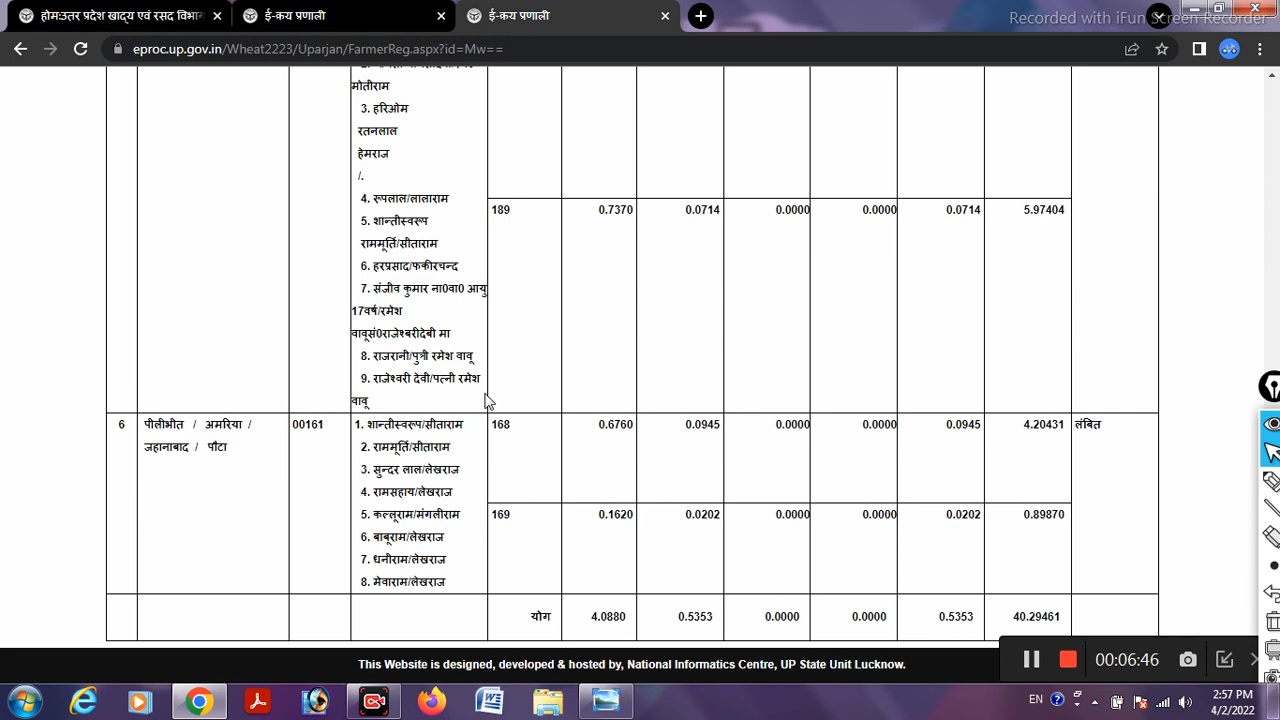 होमःउतर प्रदेश खाद्य एवं रसद विभाग
ई-क्रय प्रणाली
ई-क्रय प्रणाली
Recorded with iFun Screen Recorder
eproc.up.gov.in/Wheat2223/Uparjan/FarmerReg.aspx?id=Mw==
मोतीराम
3. हरिओम
रतनलाल
हेमराज
/.
4. रूपलाल/लालाराम
189 0.7370 0.0714 0.0000 0.0000 0.0714 5.97404
5. शान्तीस्वरूप
राममूर्ति/सीताराम
6. हरप्रसाद/फकीरचन्द
7. संजीव कुमार ना0वा0 आयु
17वर्ष/रमेश
वावूसं0राजेश्बरीदेबी मा
8. राजरानी/पुत्री रमेश वावू
9. राजेश्वरी देवी/पत्नी रमेश
वावू
6 पीलीभीत / अमरिया / 00161 1. शान्तीस्वरूप/सीताराम 168 0.6760 0.0945 0.0000 0.0000 0.0945 4.20431 लंबित
जहानाबाद / पौटा 2. राममूर्ति/सीताराम
3. सुन्दर लाल/लेखराज
4. रामसहाय/लेखराज
5. कल्लूराम/मंगलीराम 169 0.1620 0.0202 0.0000 0.0000 0.0202 0.89870
6. बाबूराम/लेखराज
7. धनीराम/लेखराज
8. मेवाराम/लेखराज
योग 4.0880 0.5353 0.0000 0.0000 0.5353 40.29461
This Website is designed, developed & hosted by, National Informatics Centre, UP State Unit Lucknow.
00:06:46
EN
2:57 PM
4/2/2022